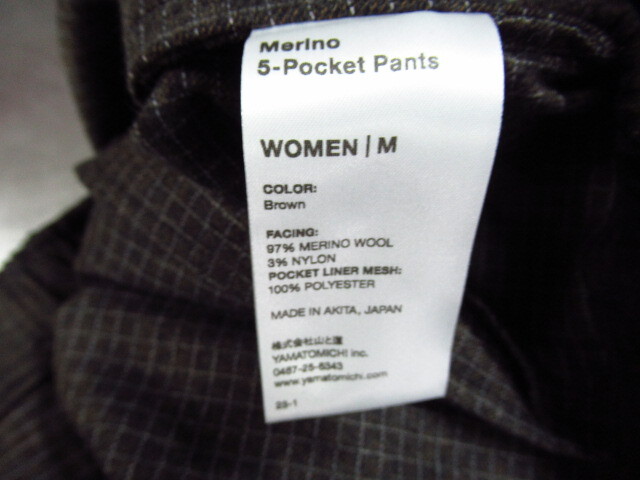 Merino
5-Pocket Pants
WOMEN | M
COLOR:
Brown
FACING:
97% MERINO WOOL
3% NYLON
POCKET LINER MESH:
100% POLYESTER
MADE IN AKITA, JAPAN
株式会社山と道
YAMATOMICHI inc.
0467-25-6343
www.yamatomichi.com
23-1